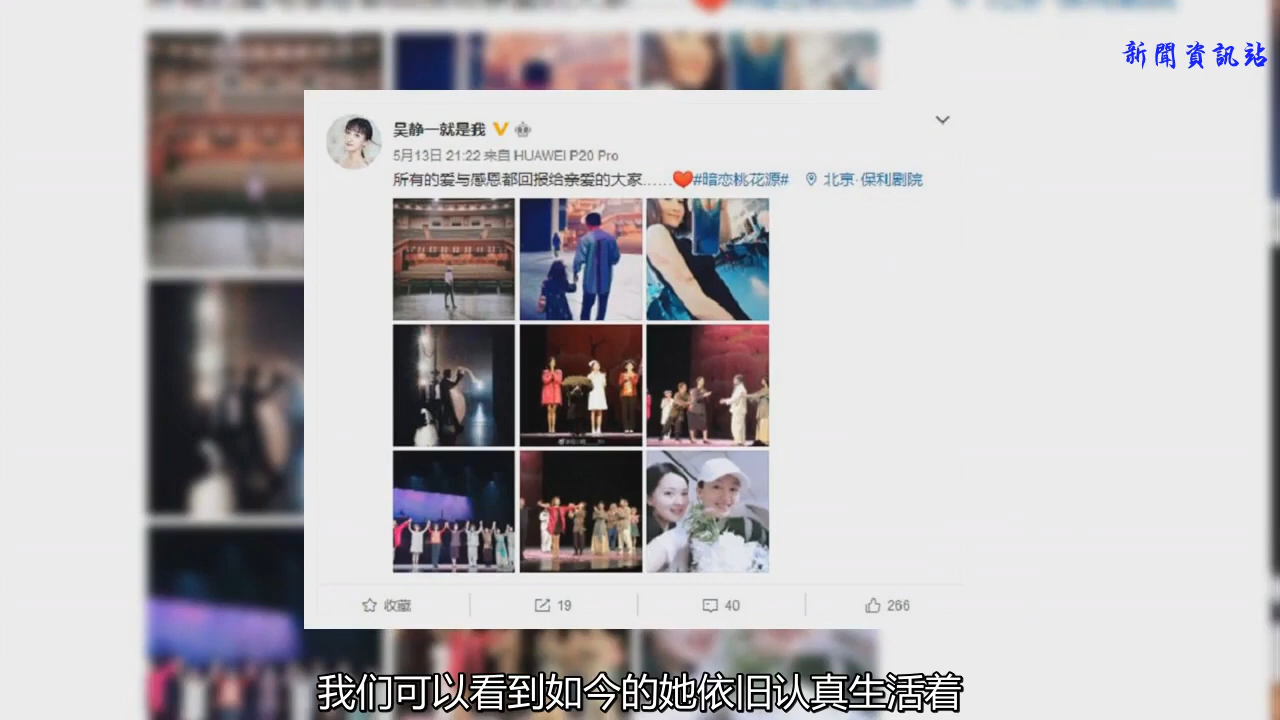 新聞資訊站
吴静一就是我
5月13日 21:22 来自 HUAWEI P20 Pro
所有的爱与感恩都回报给亲爱的大家……❤#暗恋桃花源# 北京·保利剧院
收藏
19
40
266
我们可以看到如今的她依旧认真生活着